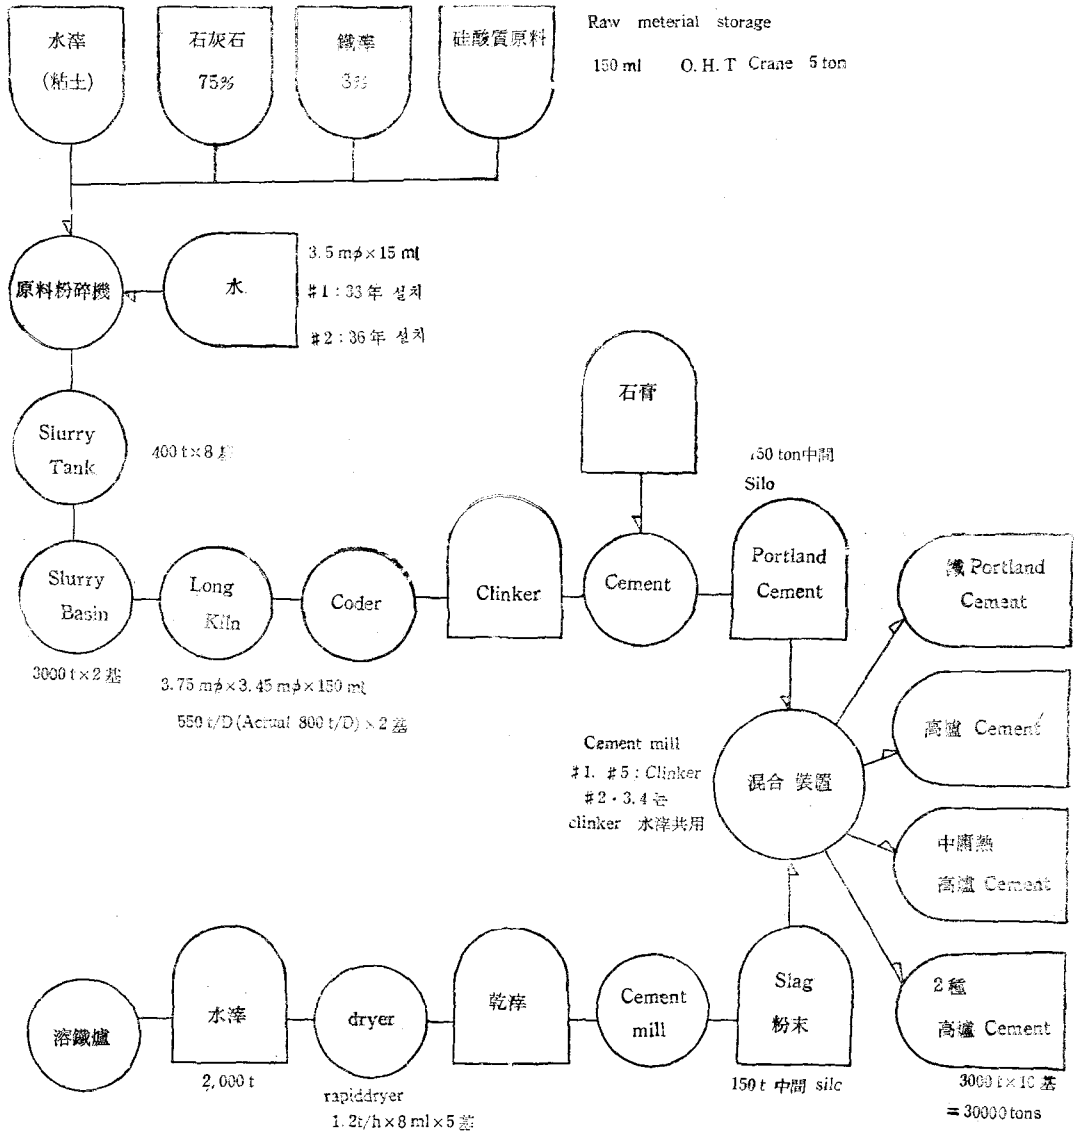 Raw meterial storage
150 ml O. H. T Crane 5 ton
水滓
(粘土)
石灰石
75%
鐵滓
3%
硅酸質原料
原料粉碎機
水
3.5 mφ×15 ml
#1 : 33年 설치
#2 : 36年 설치
Slurry
Tank
400 t×8 基
石膏
150 ton中間
Silo
Slurry
Basin
3000 t×2 基
Long
Kiln
3.75 mφ×3.45 mφ×150 ml
550 t/D (Actual 800 t/D) ×2 基
Coder
Clinker
Cement
Portland
Cement
Cement mill
#1. #5 : Clinker
#2·3.4는
clinker 水滓共用
混合 裝置
鐵 Portland
Cement
高爐 Cement
中庸熱
高爐 Cement
2 種
高爐 Cement
3000 t×10 基
= 30000 tons
溶鐵爐
水滓
2,000 t
dryer
rapiddryer
1.2t/h×8 ml×5 基
乾滓
Cement
mill
Slag
粉末
150 t 中間 silc